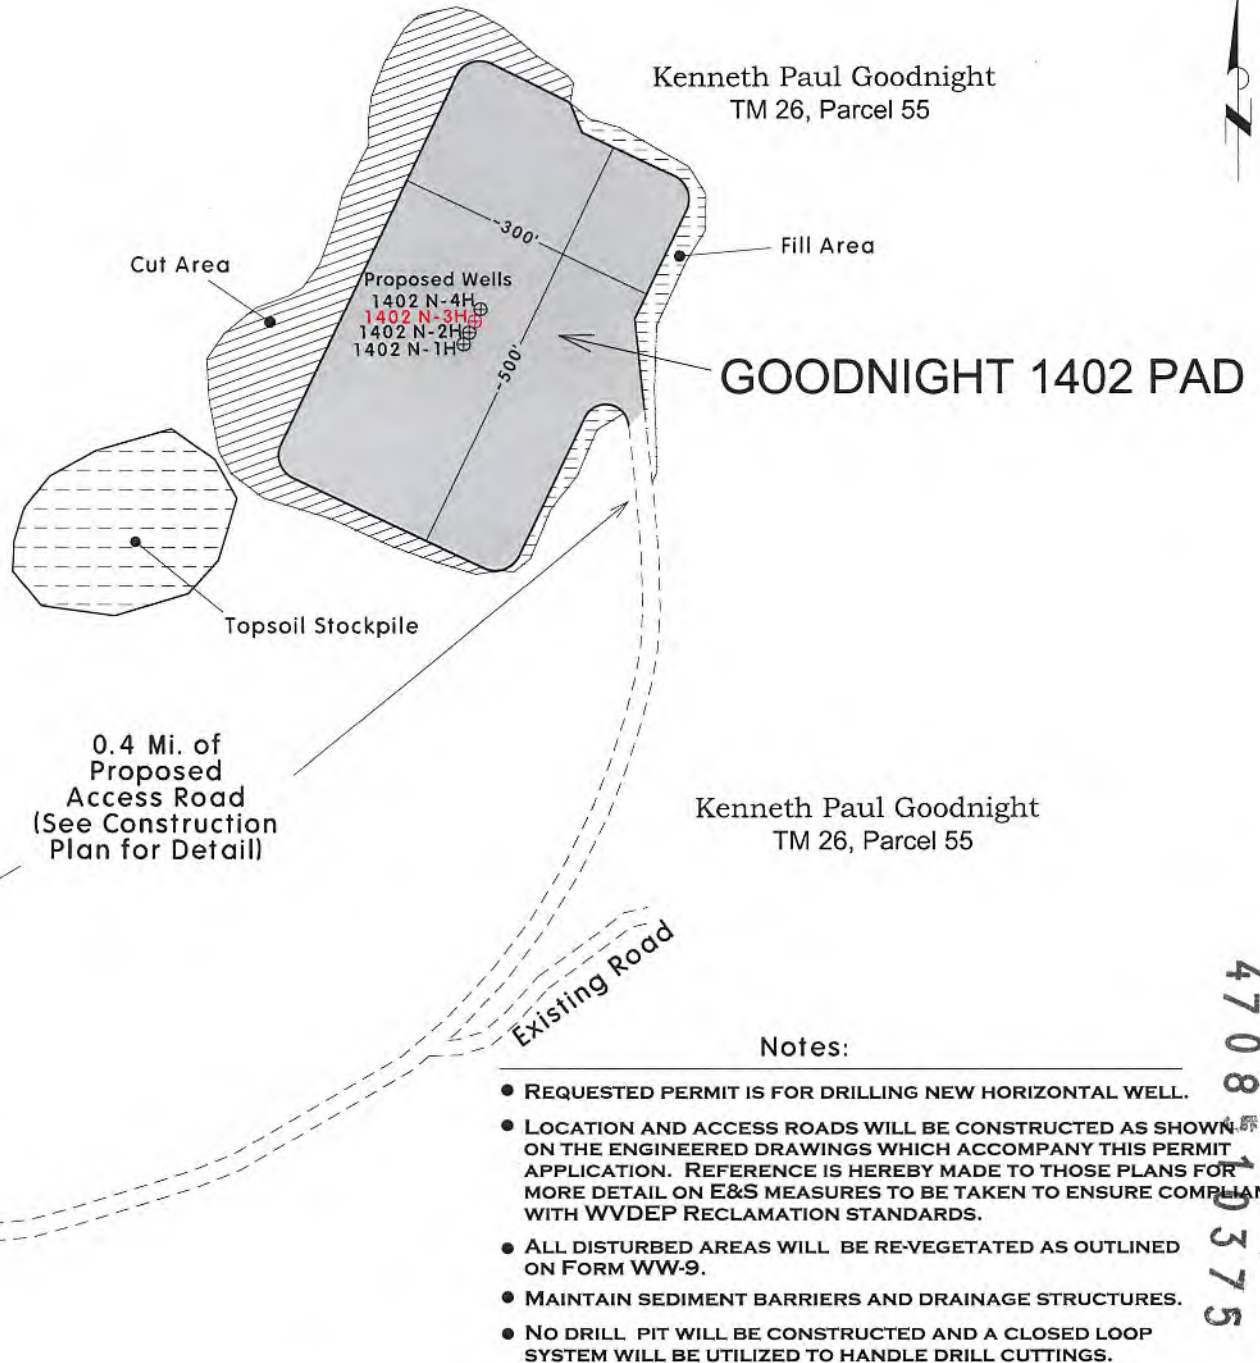 Kenneth Paul Goodnight
TM 26, Parcel 55
Cut Area
Fill Area
~300'
Proposed Wells
1402 N-4H
1402 N-3H
1402 N-2H
1402 N-1H
~500'
GOODNIGHT 1402 PAD
Topsoil Stockpile
0.4 Mi. of
Proposed
Access Road
(See Construction
Plan for Detail)
Kenneth Paul Goodnight
TM 26, Parcel 55
Existing Road
Notes:
● REQUESTED PERMIT IS FOR DRILLING NEW HORIZONTAL WELL.
● LOCATION AND ACCESS ROADS WILL BE CONSTRUCTED AS SHOWN
ON THE ENGINEERED DRAWINGS WHICH ACCOMPANY THIS PERMIT
APPLICATION. REFERENCE IS HEREBY MADE TO THOSE PLANS FOR
MORE DETAIL ON E&S MEASURES TO BE TAKEN TO ENSURE COMPLIAN
WITH WVDEP RECLAMATION STANDARDS.
● ALL DISTURBED AREAS WILL BE RE-VEGETATED AS OUTLINED
ON FORM WW-9.
● MAINTAIN SEDIMENT BARRIERS AND DRAINAGE STRUCTURES.
● NO DRILL PIT WILL BE CONSTRUCTED AND A CLOSED LOOP
SYSTEM WILL BE UTILIZED TO HANDLE DRILL CUTTINGS.